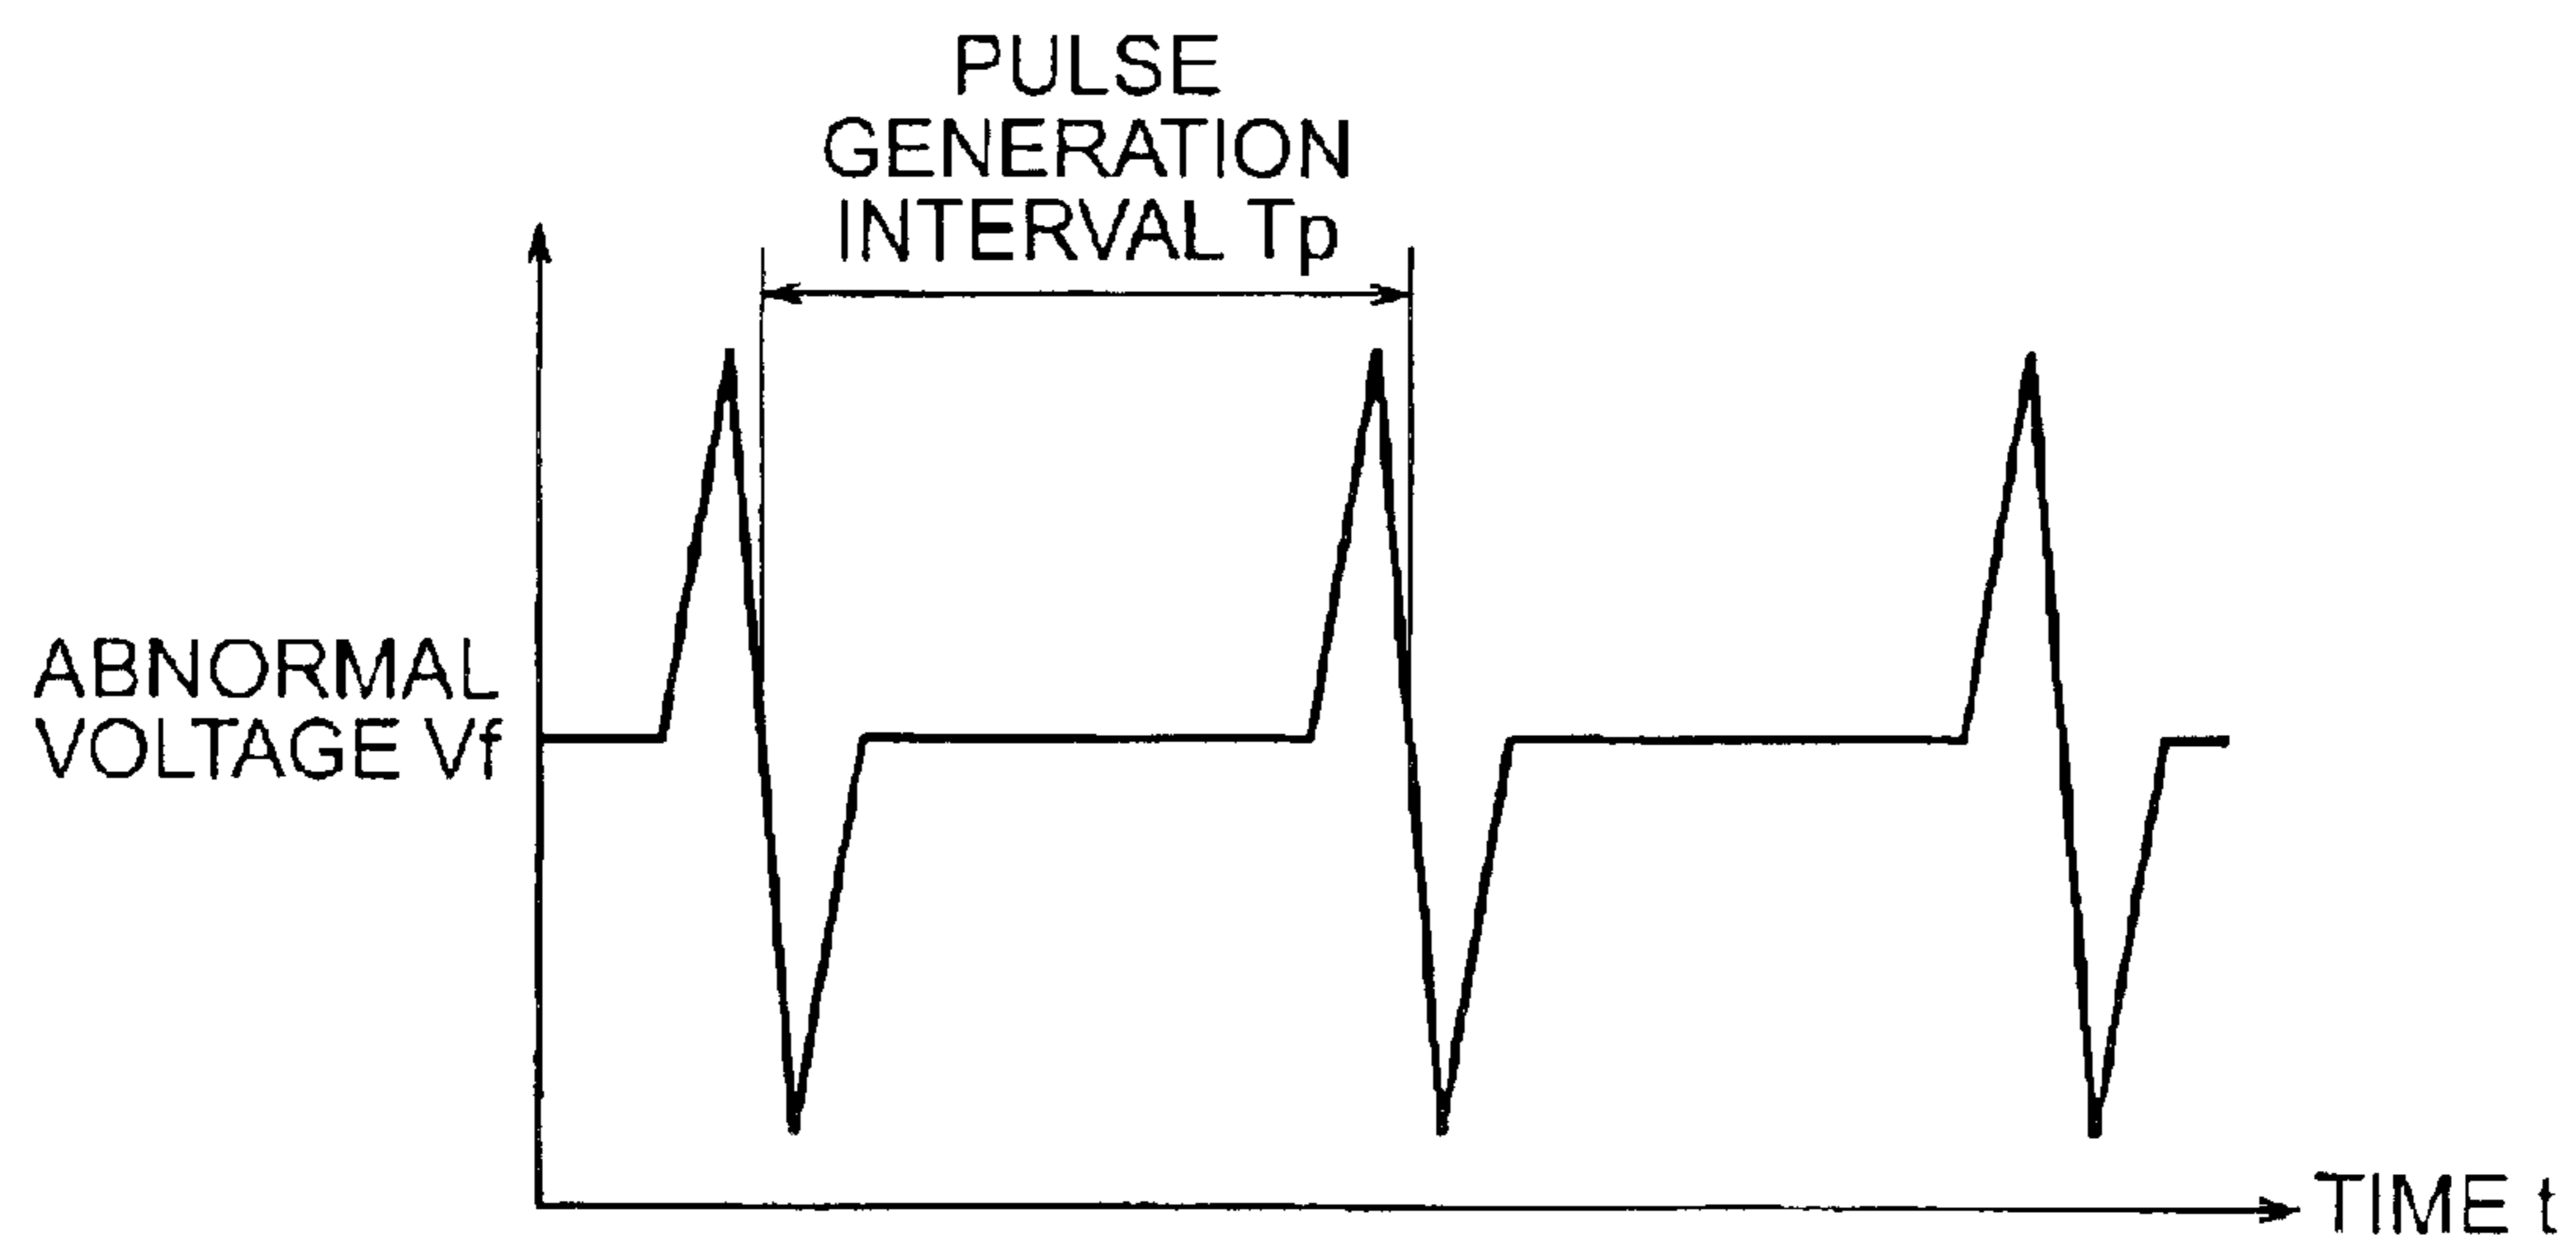 PULSE
GENERATION
INTERVAL Tp
ABNORMAL
VOLTAGE Vf
TIME t